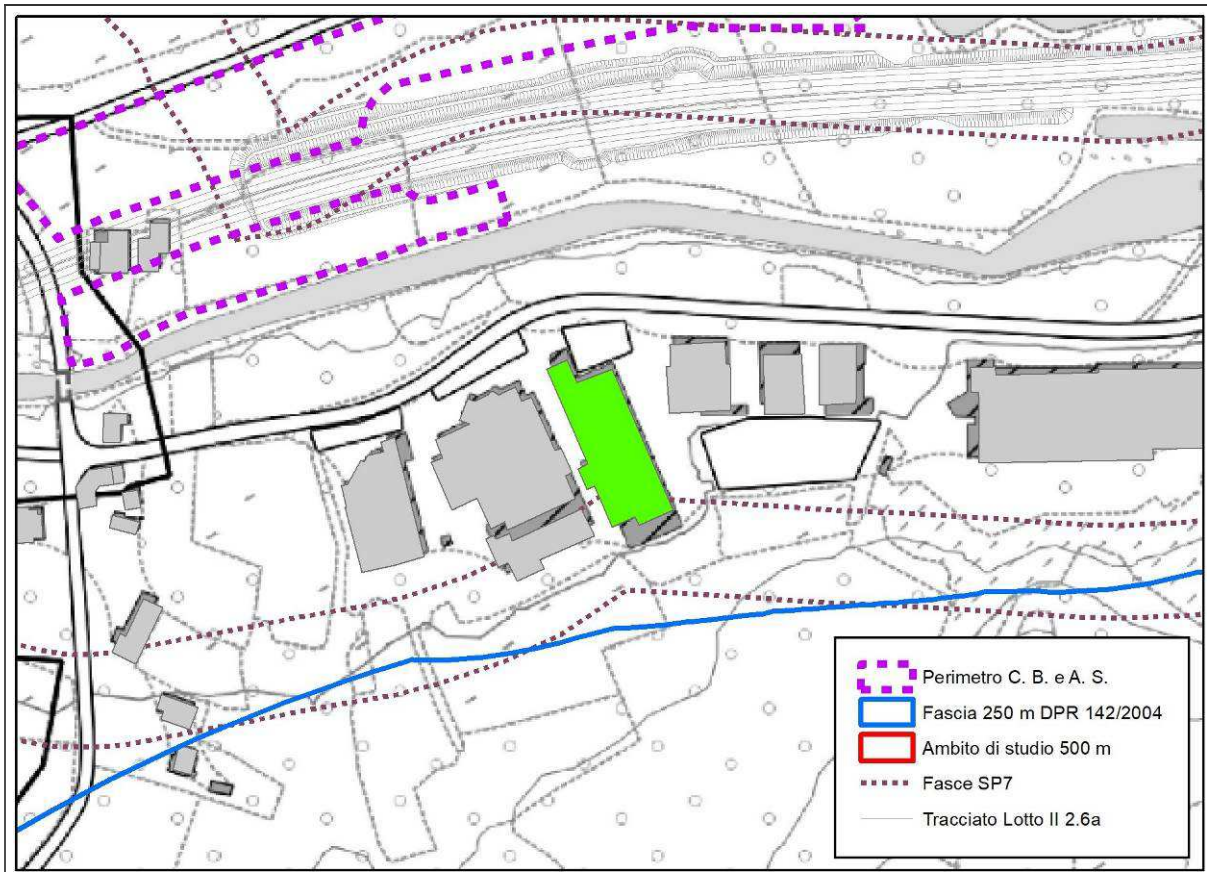 Perimetro C. B. e A. S.
Fascia 250 m DPR 142/2004
Ambito di studio 500 m
Fasce SP7
Tracciato Lotto II 2.6a